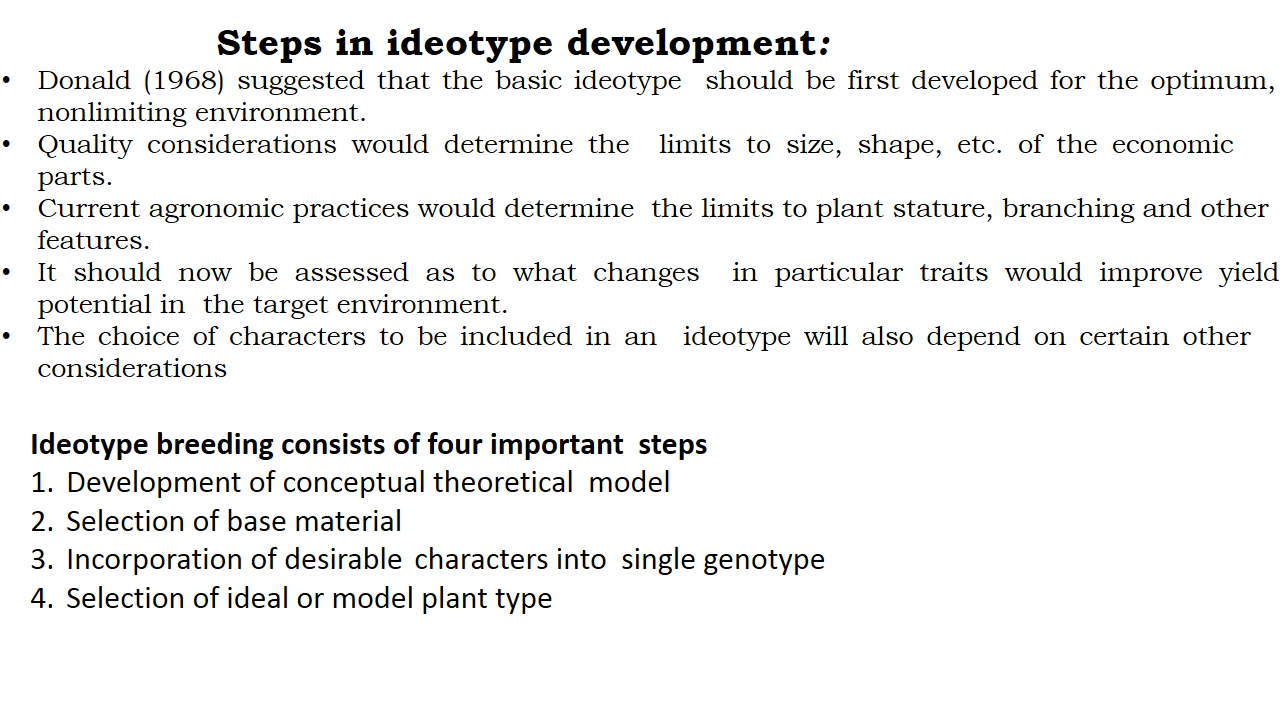 Steps in ideotype development:
• Donald (1968) suggested that the basic ideotype should be first developed for the optimum,
nonlimiting environment.
• Quality considerations would determine the limits to size, shape, etc. of the economic
parts.
• Current agronomic practices would determine the limits to plant stature, branching and other
features.
• It should now be assessed as to what changes in particular traits would improve yield
potential in the target environment.
• The choice of characters to be included in an ideotype will also depend on certain other
considerations
Ideotype breeding consists of four important steps
1. Development of conceptual theoretical model
2. Selection of base material
3. Incorporation of desirable characters into single genotype
4. Selection of ideal or model plant type